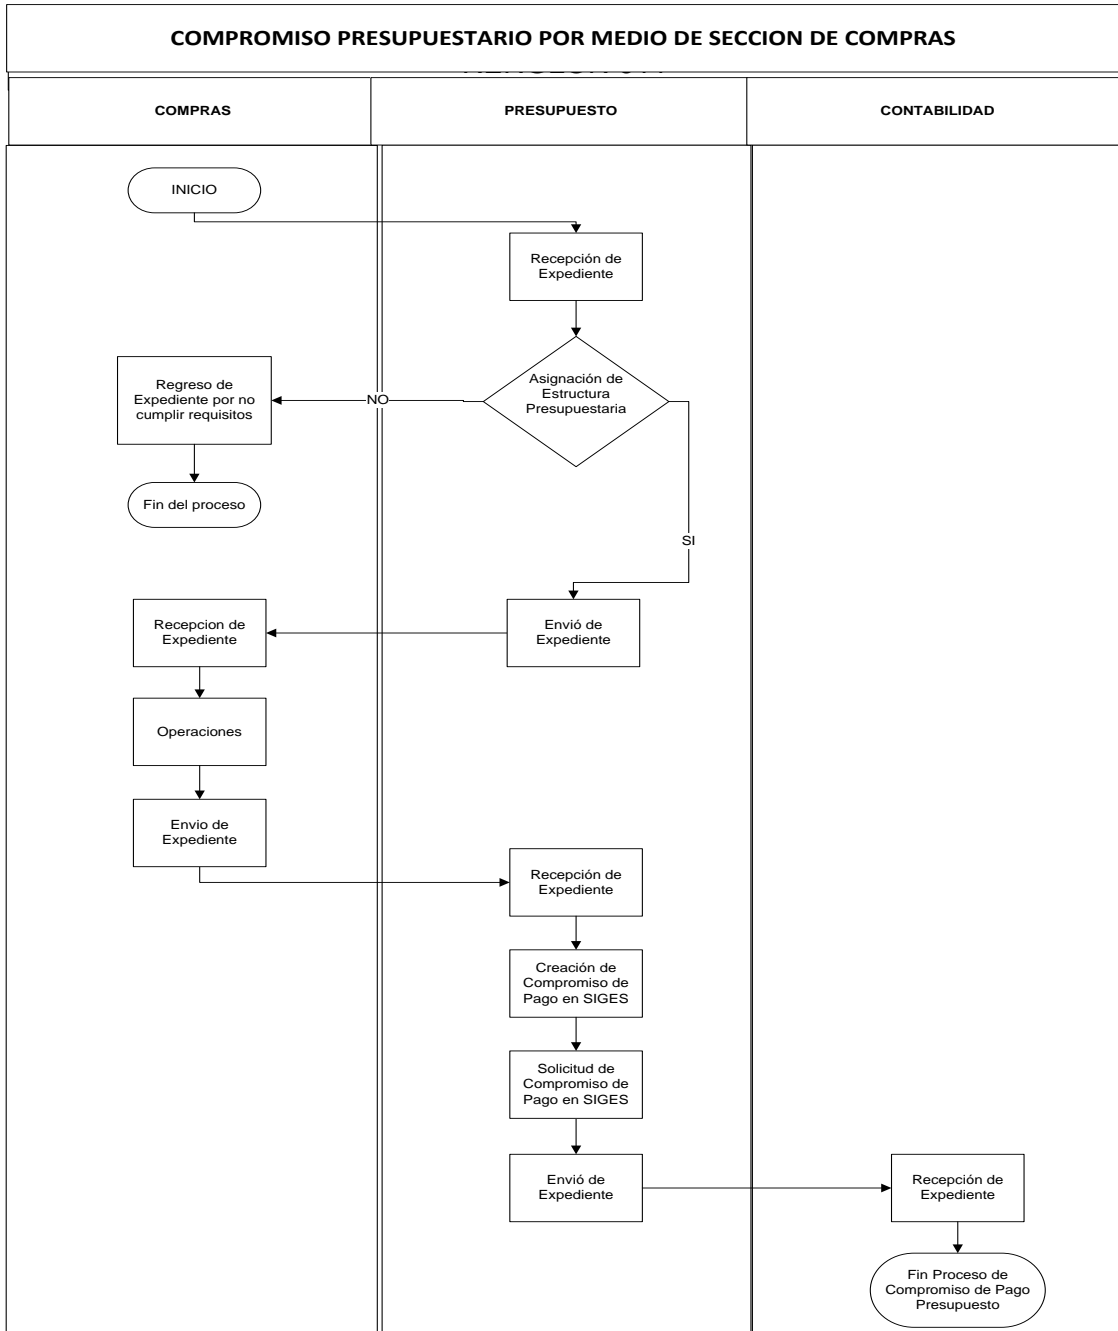 COMPROMISO PRESUPUESTARIO POR MEDIO DE SECCION DE COMPRAS
COMPRAS
PRESUPUESTO
CONTABILIDAD
INICIO
Recepción de
Expediente
Asignación de
Estructura
Presupuestaria
NO
Regreso de
Expediente por no
cumplir requisitos
Fin del proceso
SI
Envió de
Expediente
Recepcion de
Expediente
Operaciones
Envio de
Expediente
Recepción de
Expediente
Creación de
Compromiso de
Pago en SIGES
Solicitud de
Compromiso de
Pago en SIGES
Envió de
Expediente
Recepción de
Expediente
Fin Proceso de
Compromiso de Pago
Presupuesto